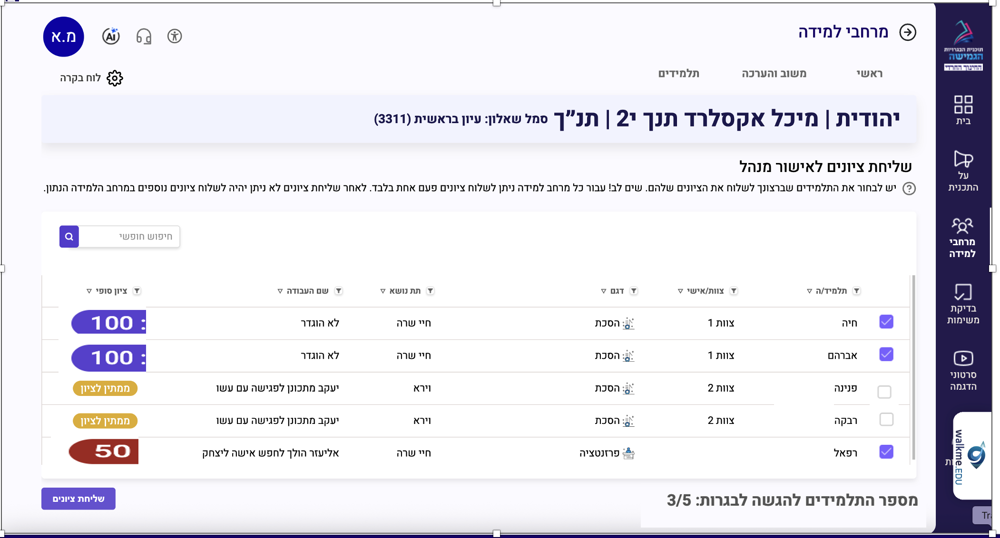 מרחבי למידה
AI
מ.א
ראשי
משוב והערכה
תלמידים
לוח בקרה
יהודית | מיכל אקסלרד תנך י2 | תנ״ך סמל שאלון: עיון בראשית (3311)
שליחת ציונים לאישור מנהל
יש לבחור את התלמידים שברצונך לשלוח את הציונים שלהם. שים לב! עבור כל מרחב למידה ניתן לשלוח ציונים פעם אחת בלבד. לאחר שליחת ציונים לא ניתן יהיה לשלוח ציונים נוספים במרחב הלמידה הנתון.
חיפוש חופשי
תלמיד/ה צוות/אישי דגם תת נושא שם העבודה ציון סופי
חיה צוות 1 הסכת חיי שרה לא הוגדר : 100
אברהם צוות 1 הסכת חיי שרה לא הוגדר : 100
פנינה צוות 2 הסכת וירא יעקב מתכונן לפגישה עם עשו ממתין לציון
רבקה צוות 2 הסכת וירא יעקב מתכונן לפגישה עם עשו ממתין לציון
רפאל פרזנטציה חיי שרה אליעזר הולך לחפש אישה ליצחק 50
מספר התלמידים להגשה לבגרות: 3/5
שליחת ציונים
תוכנית הבגרויות
הגמישה
החינוך החרדי
בית
על
התכנית
מרחבי
למידה
בדיקת
משימות
סרטוני
הדגמה
walkme.EDU